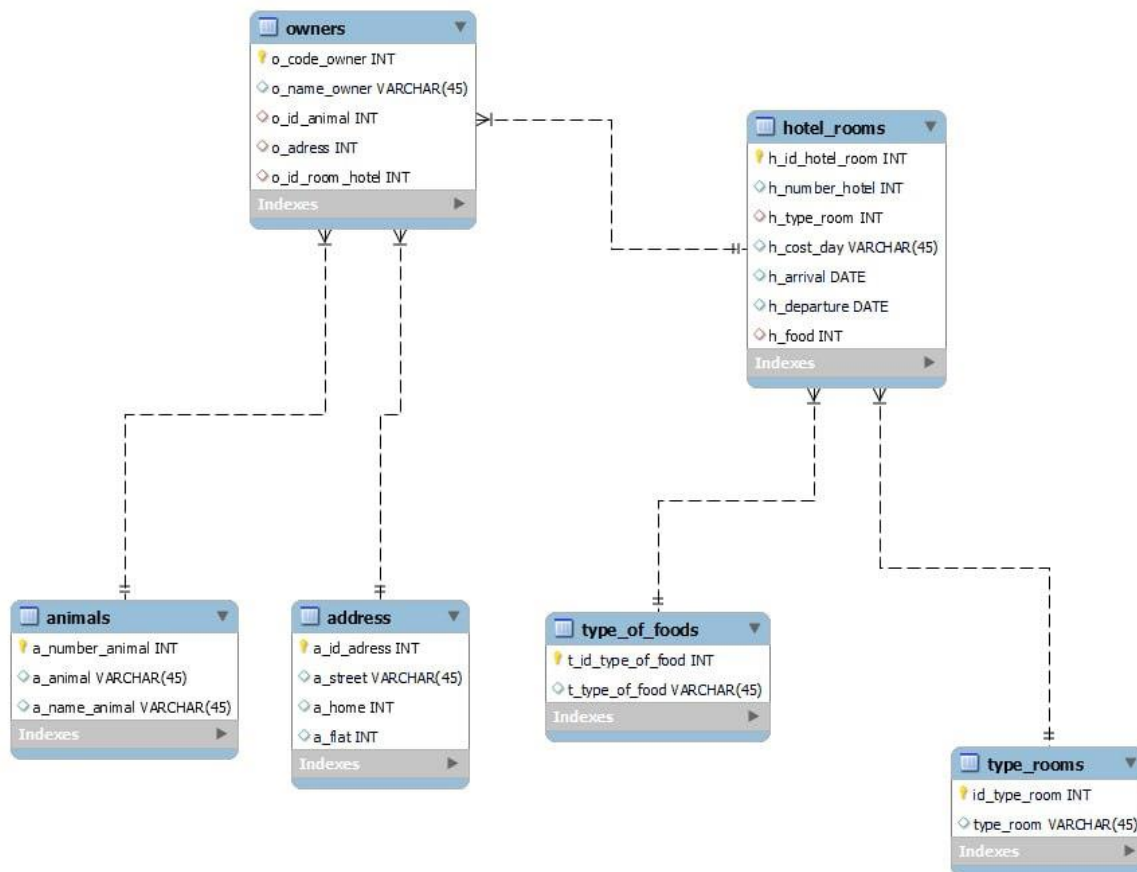 owners
o_code_owner INT
o_name_owner VARCHAR(45)
o_id_animal INT
o_adress INT
o_id_room_hotel INT
Indexes
hotel_rooms
h_id_hotel_room INT
h_number_hotel INT
h_type_room INT
h_cost_day VARCHAR(45)
h_arrival DATE
h_departure DATE
h_food INT
Indexes
animals
a_number_animal INT
a_animal VARCHAR(45)
a_name_animal VARCHAR(45)
Indexes
address
a_id_adress INT
a_street VARCHAR(45)
a_home INT
a_flat INT
Indexes
type_of_foods
t_id_type_of_food INT
t_type_of_food VARCHAR(45)
Indexes
type_rooms
id_type_room INT
type_room VARCHAR(45)
Indexes